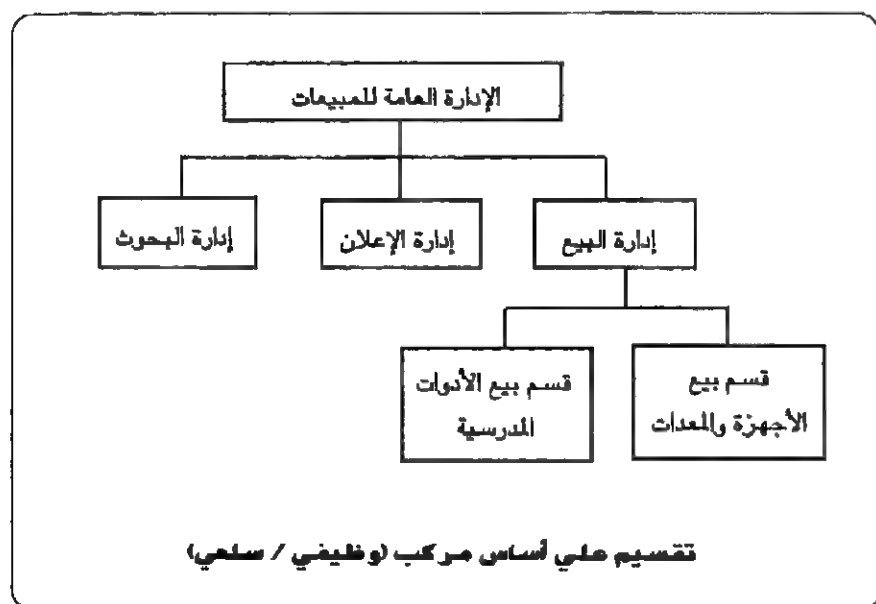 الإدارة العامة للمبيعات
إدارة البيع
إدارة الإعلان
إدارة البحوث
قسم بيع
الأجهزة والمعدات
قسم بيع الأدوات
المدرسية
تقسيم علي أساس مركب (وظيفي / سلعي)